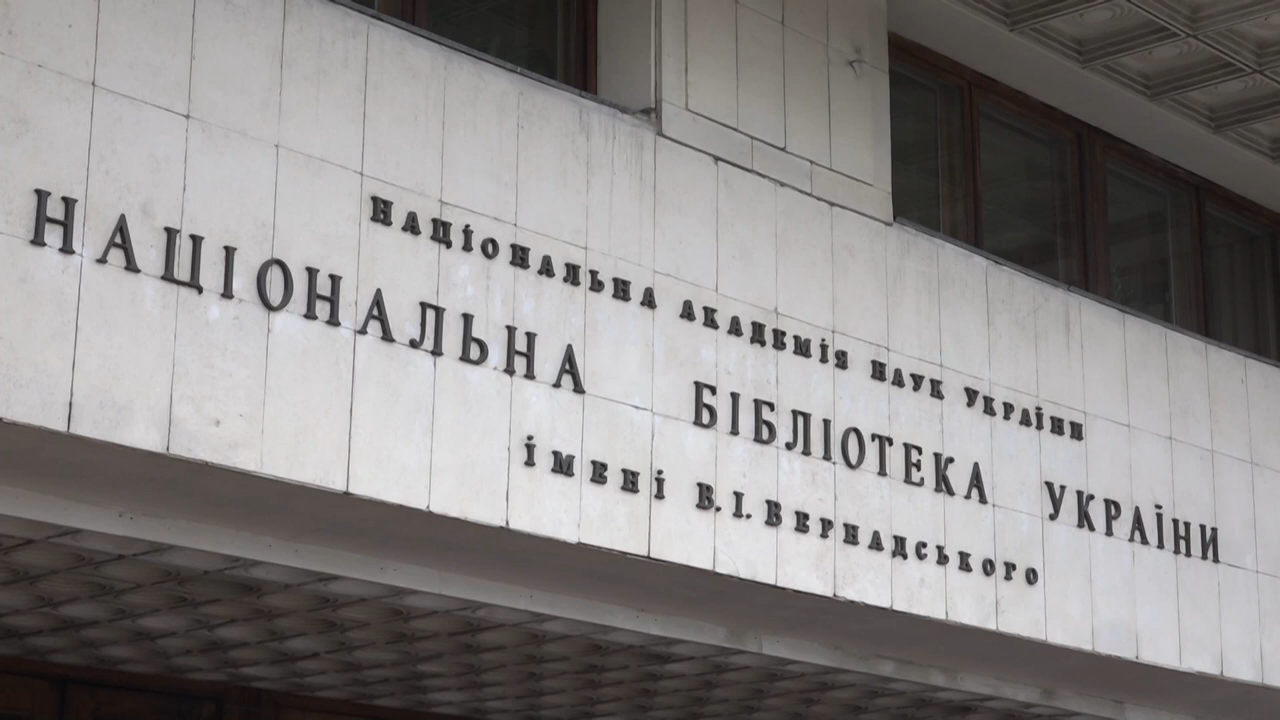 НАЦІОНАЛЬНА АКАДЕМІЯ НАУК УКРАЇНИ
НАЦІОНАЛЬНА БІБЛІОТЕКА УКРАЇНИ
імені В. І. ВЕРНАДСЬКОГО